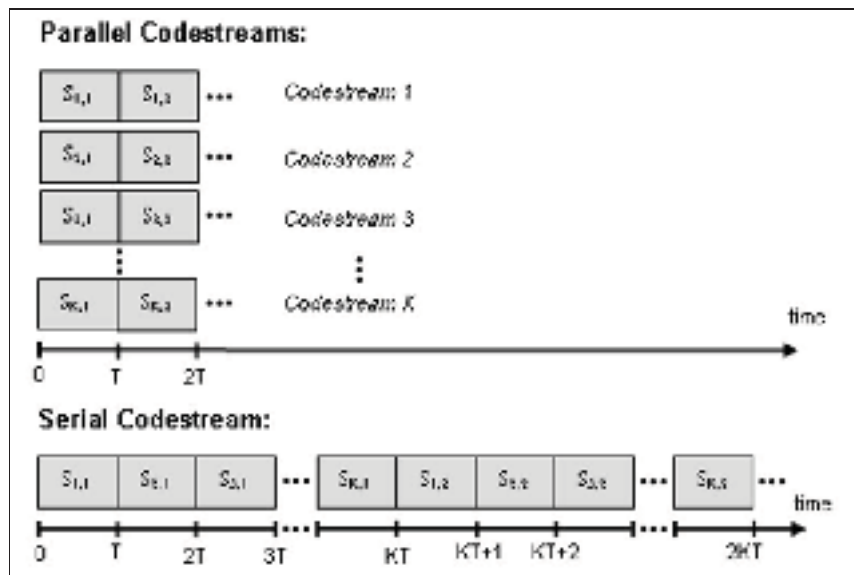 Parallel Codestreams:
S1,1 S1,2 ... Codestream 1
S2,1 S2,2 ... Codestream 2
S3,1 S3,2 ... Codestream 3
SK,1 SK,2 ... Codestream K
time
0 T 2T
Serial Codestream:
S1,1 S2,1 S3,1 ... SK,1 S1,2 S2,2 S3,2 ... SK,2 ...
time
0 T 2T 3T KT KT+1 KT+2 2KT